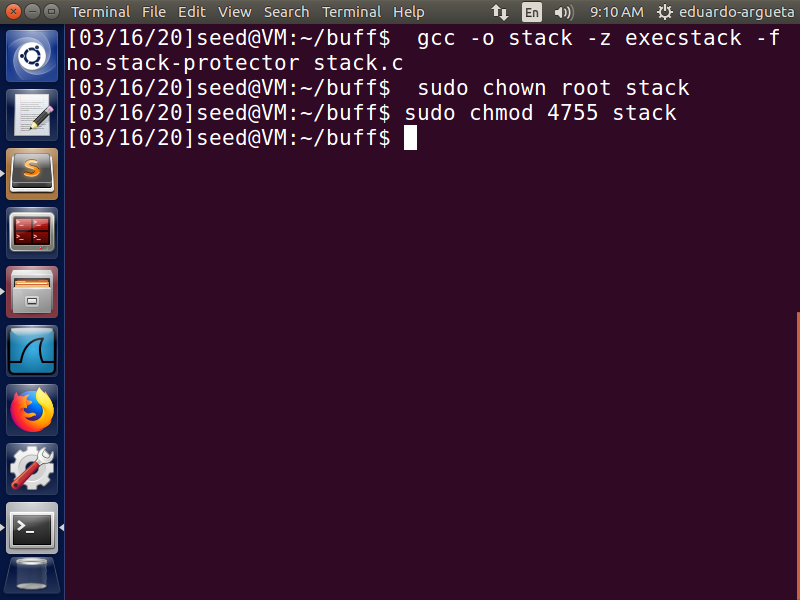 Terminal File Edit View Search Terminal Help En 9:10 AM eduardo-argueta
[03/16/20]seed@VM:~/buff$  gcc -o stack -z execstack -f
no-stack-protector stack.c
[03/16/20]seed@VM:~/buff$  sudo chown root stack
[03/16/20]seed@VM:~/buff$ sudo chmod 4755 stack
[03/16/20]seed@VM:~/buff$